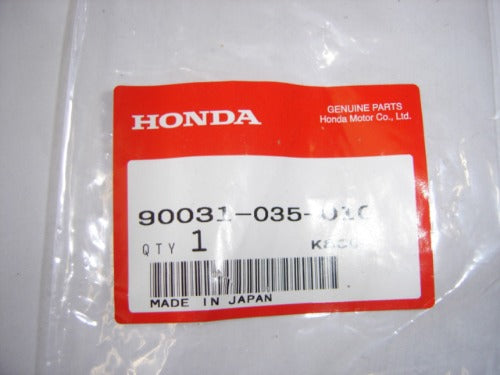 HONDA
GENUINE PARTS
Honda Motor Co., Ltd.
90031-035-010
QTY 1
MADE IN JAPAN